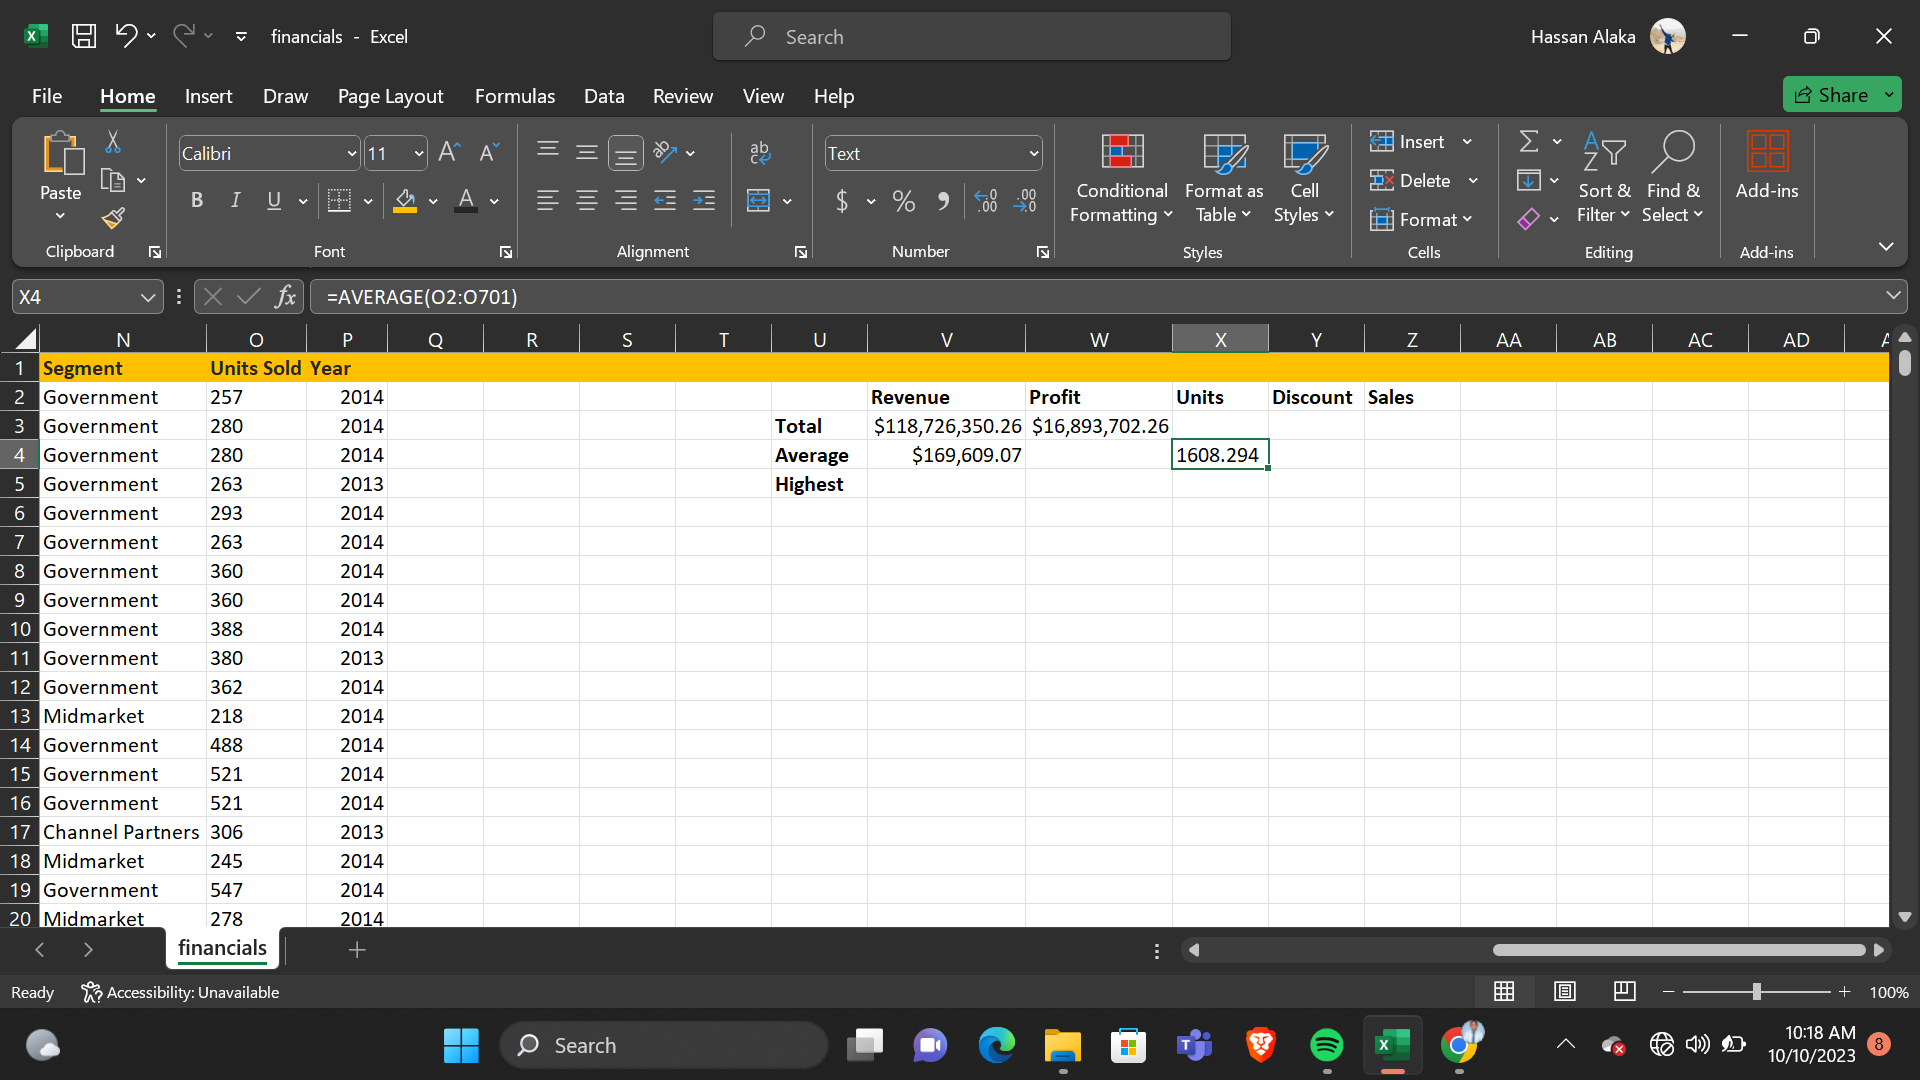 financials - Excel
Search
Hassan Alaka
File Home Insert Draw Page Layout Formulas Data Review View Help
Share
Paste
Clipboard
Calibri 11
B I U A
Font
ab
Alignment
Text
$ % 9 .00
Number
Conditional Formatting
Format as Table
Cell Styles
Styles
Insert
Delete
Format
Cells
Sort & Filter
Find & Select
Editing
Add-ins
Add-ins
X4 fx =AVERAGE(O2:O701)
N O P Q R S T U V W X Y Z AA AB AC AD
1 Segment Units Sold Year
2 Government 257 2014 Revenue Profit Units Discount Sales
3 Government 280 2014 Total $118,726,350.26 $16,893,702.26
4 Government 280 2014 Average $169,609.07 1608.294
5 Government 263 2013 Highest
6 Government 293 2014
7 Government 263 2014
8 Government 360 2014
9 Government 360 2014
10 Government 388 2014
11 Government 380 2013
12 Government 362 2014
13 Midmarket 218 2014
14 Government 488 2014
15 Government 521 2014
16 Government 521 2014
17 Channel Partners 306 2013
18 Midmarket 245 2014
19 Government 547 2014
20 Midmarket 278 2014
financials
Ready Accessibility: Unavailable 100%
Search
10:18 AM
10/10/2023
8